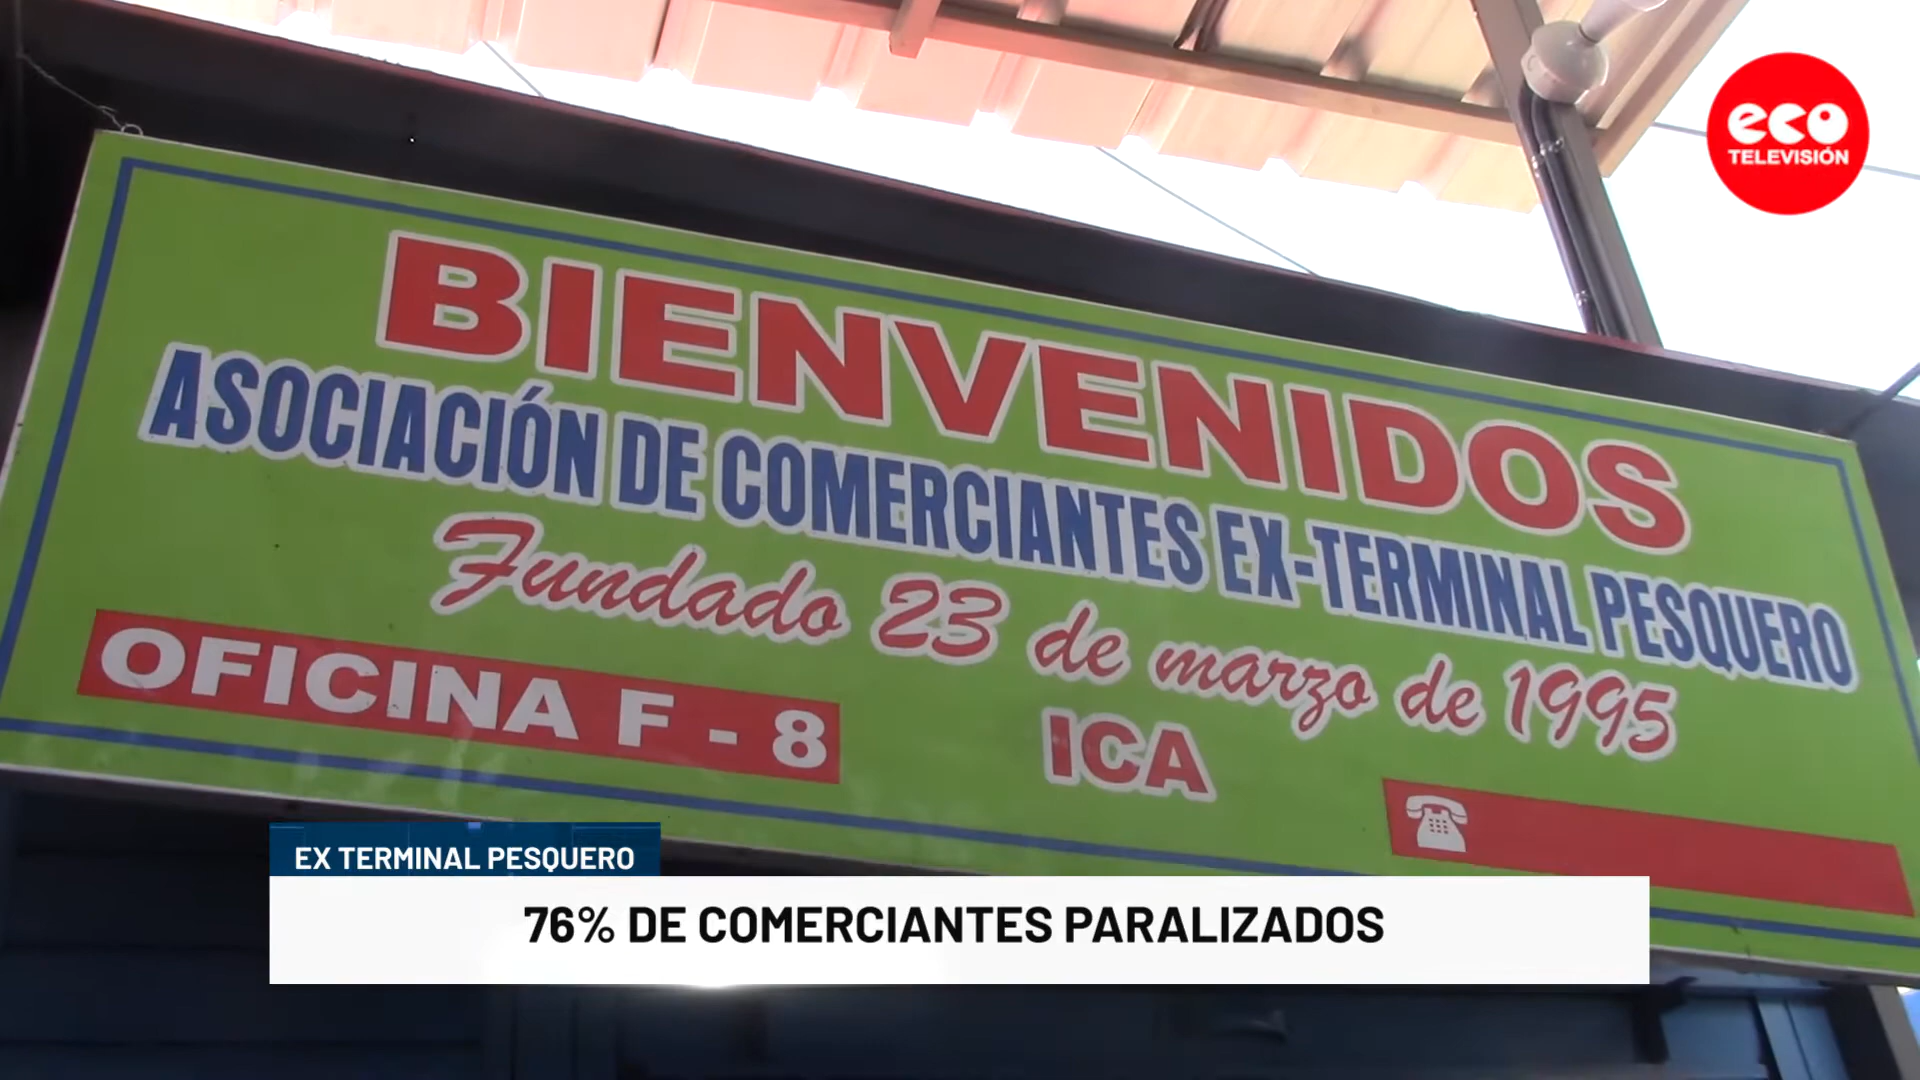 eco
TELEVISIÓN
BIENVENIDOS
ASOCIACIÓN DE COMERCIANTES EX-TERMINAL PESQUERO
Fundado 23 de marzo de 1995
OFICINA F - 8
ICA
EX TERMINAL PESQUERO
76% DE COMERCIANTES PARALIZADOS